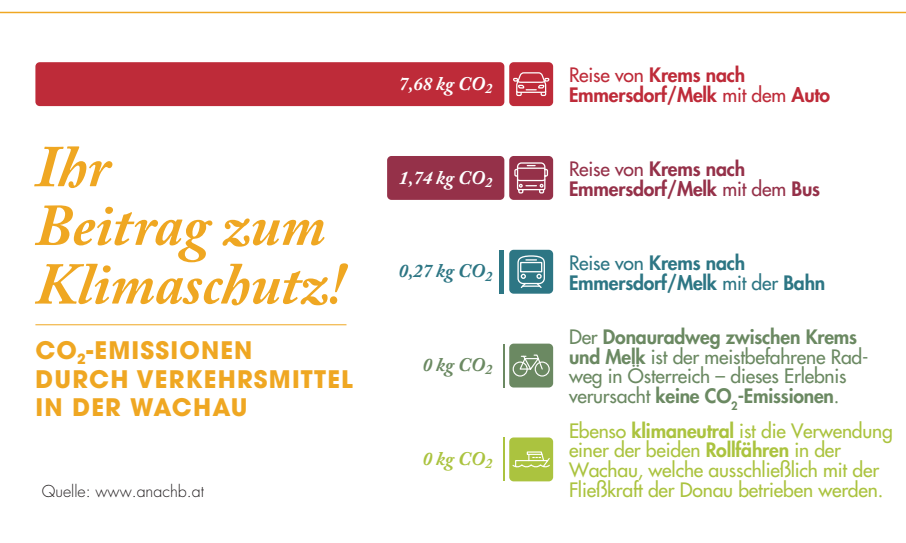 7,68 kg CO₂
Reise von Krems nach
Emmersdorf/Melk mit dem Auto
Ihr
Beitrag zum
Klimaschutz!
CO₂-EMISSIONEN
DURCH VERKEHRSMITTEL
IN DER WACHAU
1,74 kg CO₂
Reise von Krems nach
Emmersdorf/Melk mit dem Bus
0,27 kg CO₂
Reise von Krems nach
Emmersdorf/Melk mit der Bahn
0 kg CO₂
Der Donauradweg zwischen Krems
und Melk ist der meistbefahrene Rad-
weg in Österreich – dieses Erlebnis
verursacht keine CO₂-Emissionen.
0 kg CO₂
Ebenso klimaneutral ist die Verwendung
einer der beiden Rollfähren in der
Wachau, welche ausschließlich mit der
Fließkraft der Donau betrieben werden.
Quelle: www.anachb.at